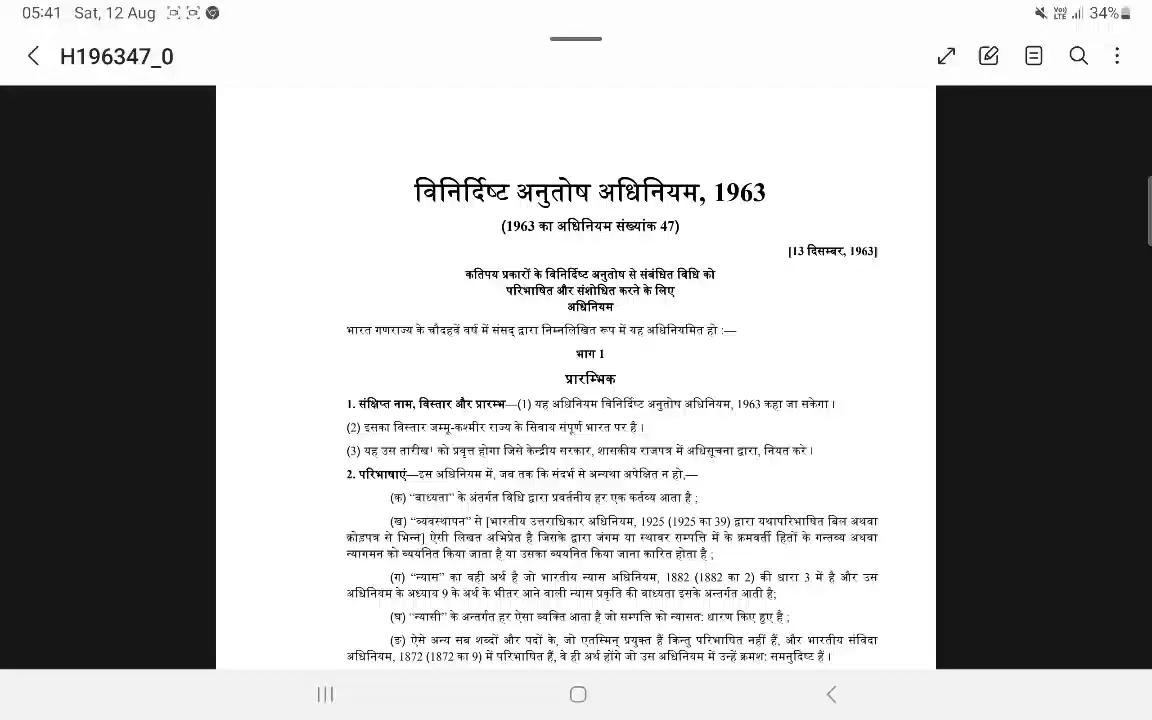 05:41 Sat, 12 Aug
Vo) LTE 34%
H196347_0
विनिर्दिष्ट अनुतोष अधिनियम, 1963
(1963 का अधिनियम संख्यांक 47)
[13 दिसम्बर, 1963]
कतिपय प्रकारों के विनिर्दिष्ट अनुतोष से संबंधित विधि को
परिभाषित और संशोधित करने के लिए
अधिनियम
भारत गणराज्य के चौदहवें वर्ष में संसद् द्वारा निम्नलिखित रूप में यह अधिनियमित हो :—
भाग 1
प्रारम्भिक
1. संक्षिप्त नाम, विस्तार और प्रारम्भ—(1) यह अधिनियम विनिर्दिष्ट अनुतोष अधिनियम, 1963 कहा जा सकेगा ।
(2) इसका विस्तार जम्मू-कश्मीर राज्य के सिवाय संपूर्ण भारत पर है ।
(3) यह उस तारीख¹ को प्रवृत्त होगा जिसे केन्द्रीय सरकार, शासकीय राजपत्र में अधिसूचना द्वारा, नियत करे ।
2. परिभाषाएं—इस अधिनियम में, जब तक कि संदर्भ से अन्यथा अपेक्षित न हो,—
(क) “बाध्यता” के अंतर्गत विधि द्वारा प्रवर्तनीय हर एक कर्तव्य आता है ;
(ख) “व्यवस्थापन” से [भारतीय उत्तराधिकार अधिनियम, 1925 (1925 का 39) द्वारा यथापरिभाषित बिल अथवा
क्रोडपत्र से भिन्न] ऐसी लिखत अभिप्रेत है जिसके द्वारा जंगम या स्थावर सम्पत्ति में के क्रमवर्ती हितों के गन्तव्य अथवा
न्यागमन को व्ययनित किया जाता है या उसका व्ययनित किया जाना कारित होता है ;
(ग) “न्यास” का वही अर्थ है जो भारतीय न्यास अधिनियम, 1882 (1882 का 2) की धारा 3 में है और उस
अधिनियम के अध्याय 9 के अर्थ के भीतर आने वाली न्यास प्रकृति की बाध्यता इसके अन्तर्गत आती है;
(घ) “न्यासी” के अन्तर्गत हर ऐसा व्यक्ति आता है जो सम्पत्ति को न्यासत: धारण किए हुए है ;
(ङ) ऐसे अन्य सब शब्दों और पदों के, जो एतस्मिन् प्रयुक्त हैं किन्तु परिभाषित नहीं हैं, और भारतीय संविदा
अधिनियम, 1872 (1872 का 9) में परिभाषित हैं, वे ही अर्थ होंगे जो उस अधिनियम में उन्हें क्रमश: समनुदिष्ट हैं ।